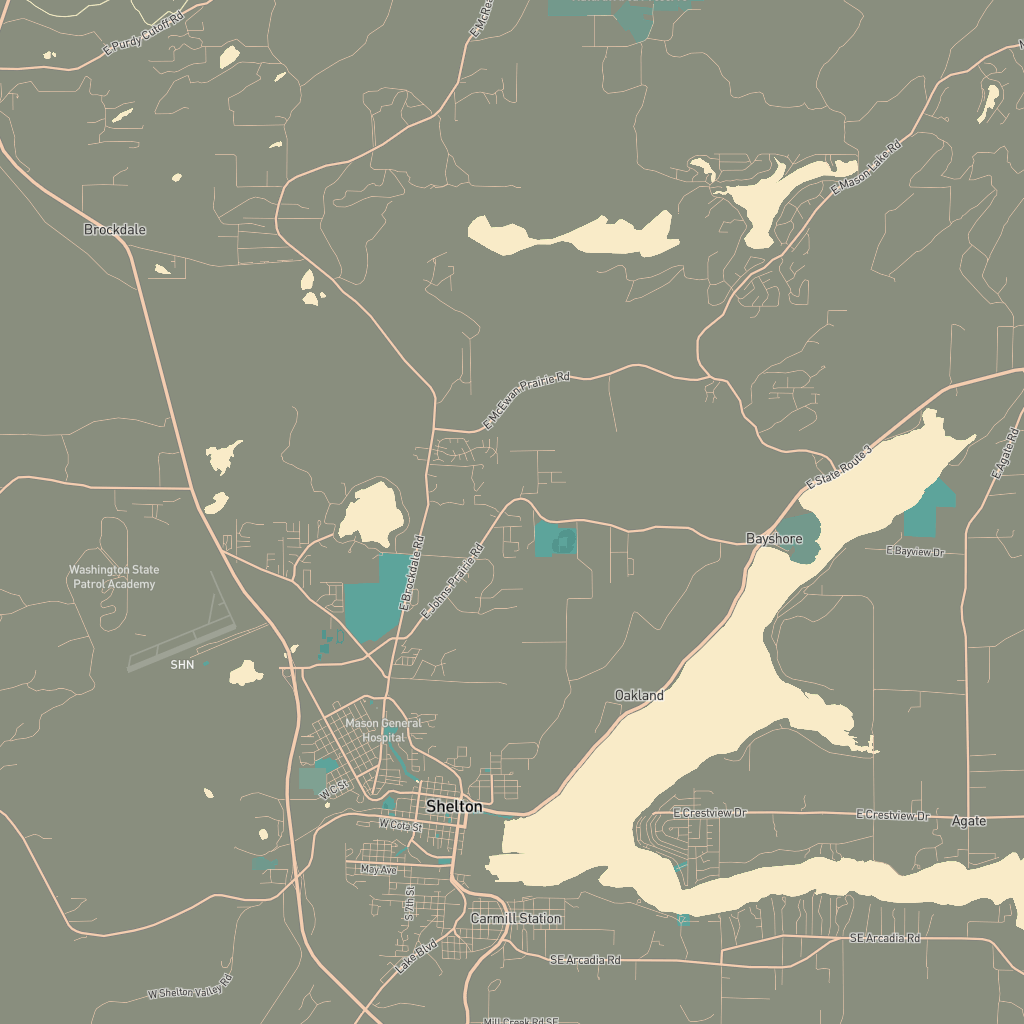 E Purdy Cutoff Rd
E McRea
E Mason Lake Rd
Brockdale
E McEwan Prairie Rd
E State Route 3
E Agate Rd
Bayshore
E Bayview Dr
E Brockdale Rd
E Johns Prairie Rd
Washington State
Patrol Academy
SHN
Oakland
Mason General
Hospital
W C St
Shelton
W Cota St
E Crestview Dr
E Crestview Dr
Agate
May Ave
S 7th St
Carmill Station
SE Arcadia Rd
SE Arcadia Rd
Lake Blvd
W Shelton Valley Rd
Mill Creek Rd SE